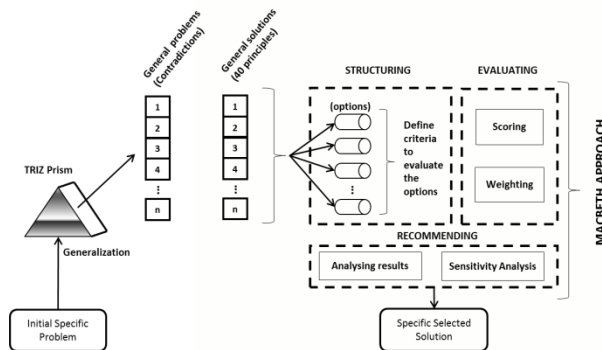 General problems
(Contradictions)
General solutions
(40 principles)
STRUCTURING
EVALUATING
(options)
1
2
3
4
⋮
n
1
2
3
4
⋮
n
⋮
Define
criteria
to
evaluate
the
options
Scoring
Weighting
TRIZ Prism
Generalization
RECOMMENDING
Analysing results
Sensitivity Analysis
MACBETH APPROACH
Initial Specific
Problem
Specific Selected
Solution